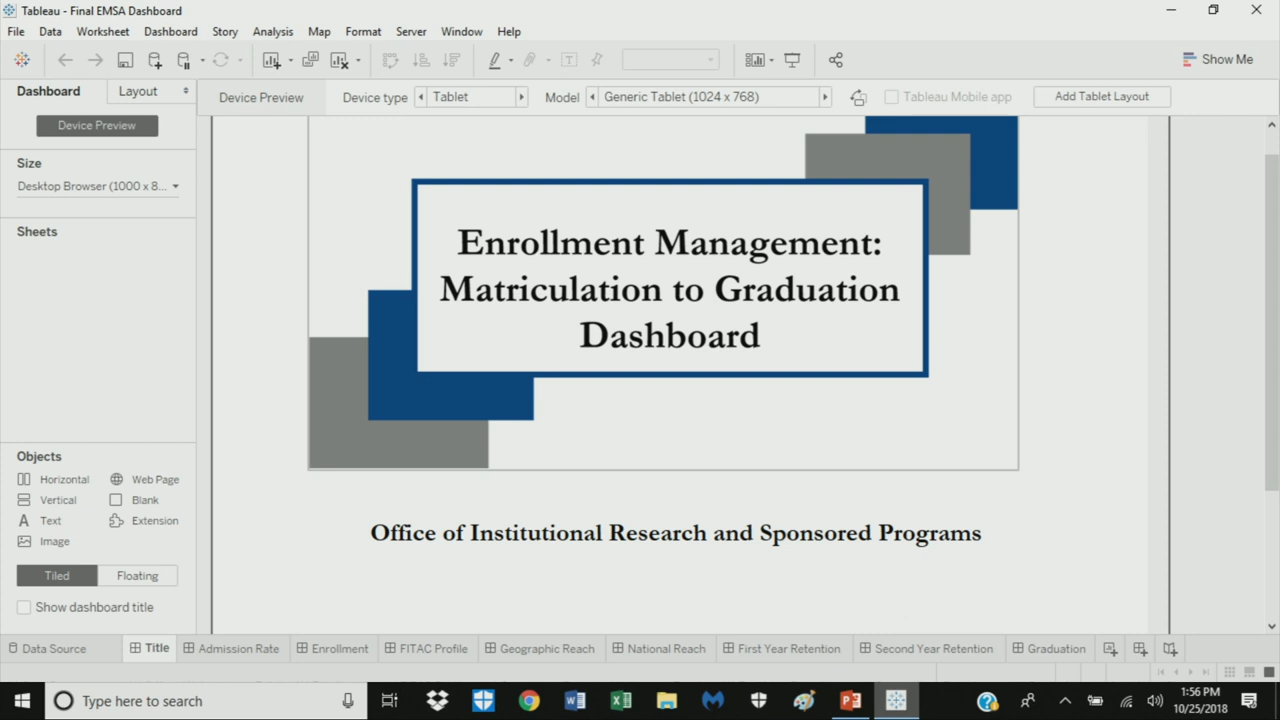 Tableau - Final EMSA Dashboard
File Data Worksheet Dashboard Story Analysis Map Format Server Window Help
Show Me
Dashboard Layout
Device Preview Device type Tablet Model Generic Tablet (1024 x 768) Tableau Mobile app Add Tablet Layout
Device Preview
Size
Desktop Browser (1000 x 8...
Sheets
Enrollment Management:
Matriculation to Graduation
Dashboard
Office of Institutional Research and Sponsored Programs
Objects
Horizontal Web Page
Vertical Blank
A Text Extension
Image
Tiled Floating
Show dashboard title
Data Source Title Admission Rate Enrollment FITAC Profile Geographic Reach National Reach First Year Retention Second Year Retention Graduation
Type here to search
1:56 PM
10/25/2018